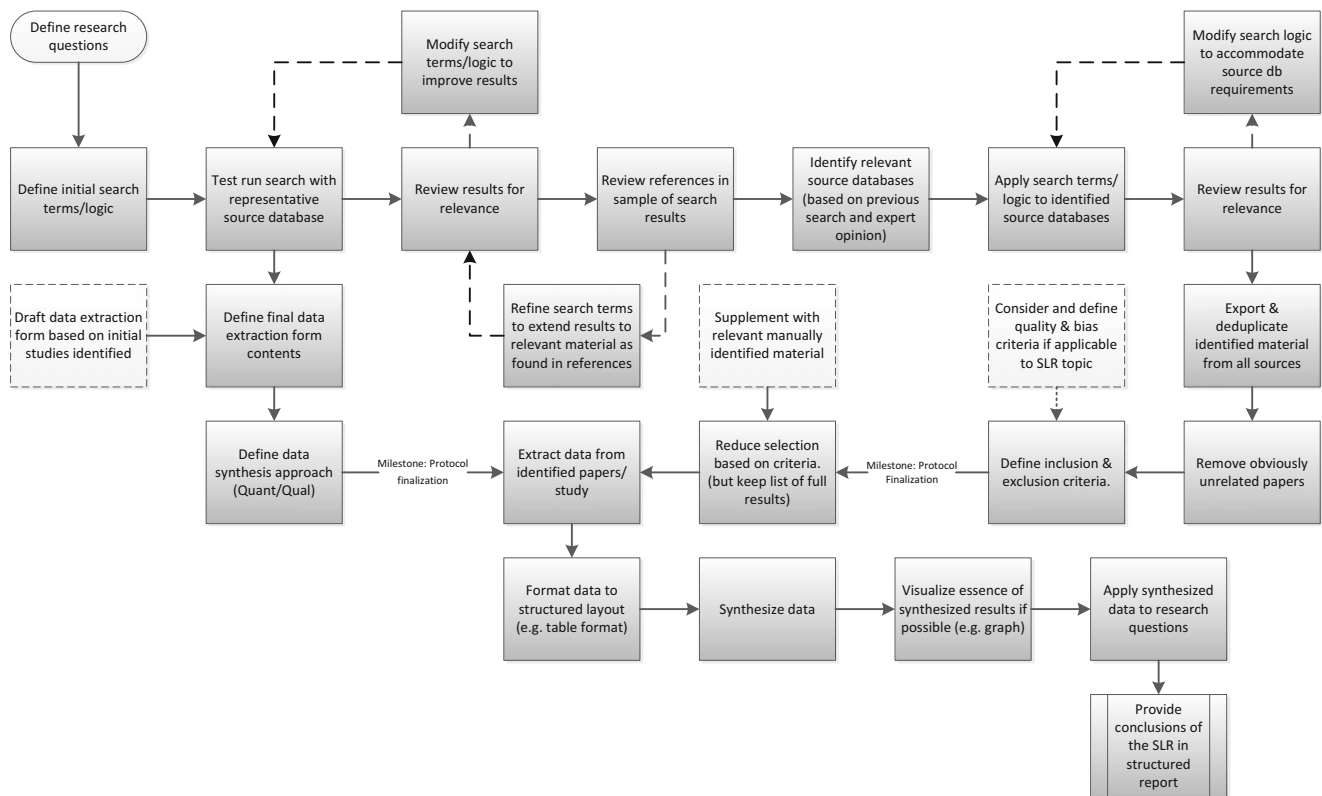 Define research
questions
Modify search
terms/logic to
improve results
Modify search logic
to accommodate
source db
requirements
Define initial search
terms/logic
Test run search with
representative
source database
Review results for
relevance
Review references in
sample of search
results
Identify relevant
source databases
(based on previous
search and expert
opinion)
Apply search terms/
logic to identified
source databases
Review results for
relevance
Draft data extraction
form based on initial
studies identified
Define final data
extraction form
contents
Refine search terms
to extend results to
relevant material as
found in references
Supplement with
relevant manually
identified material
Consider and define
quality & bias
criteria if applicable
to SLR topic
Export &
deduplicate
identified material
from all sources
Define data
synthesis approach
(Quant/Qual)
Milestone: Protocol
finalization
Extract data from
identified papers/
study
Reduce selection
based on criteria.
(but keep list of full
results)
Milestone: Protocol
Finalization
Define inclusion &
exclusion criteria.
Remove obviously
unrelated papers
Format data to
structured layout
(e.g. table format)
Synthesize data
Visualize essence of
synthesized results if
possible (e.g. graph)
Apply synthesized
data to research
questions
Provide
conclusions of
the SLR in
structured
report